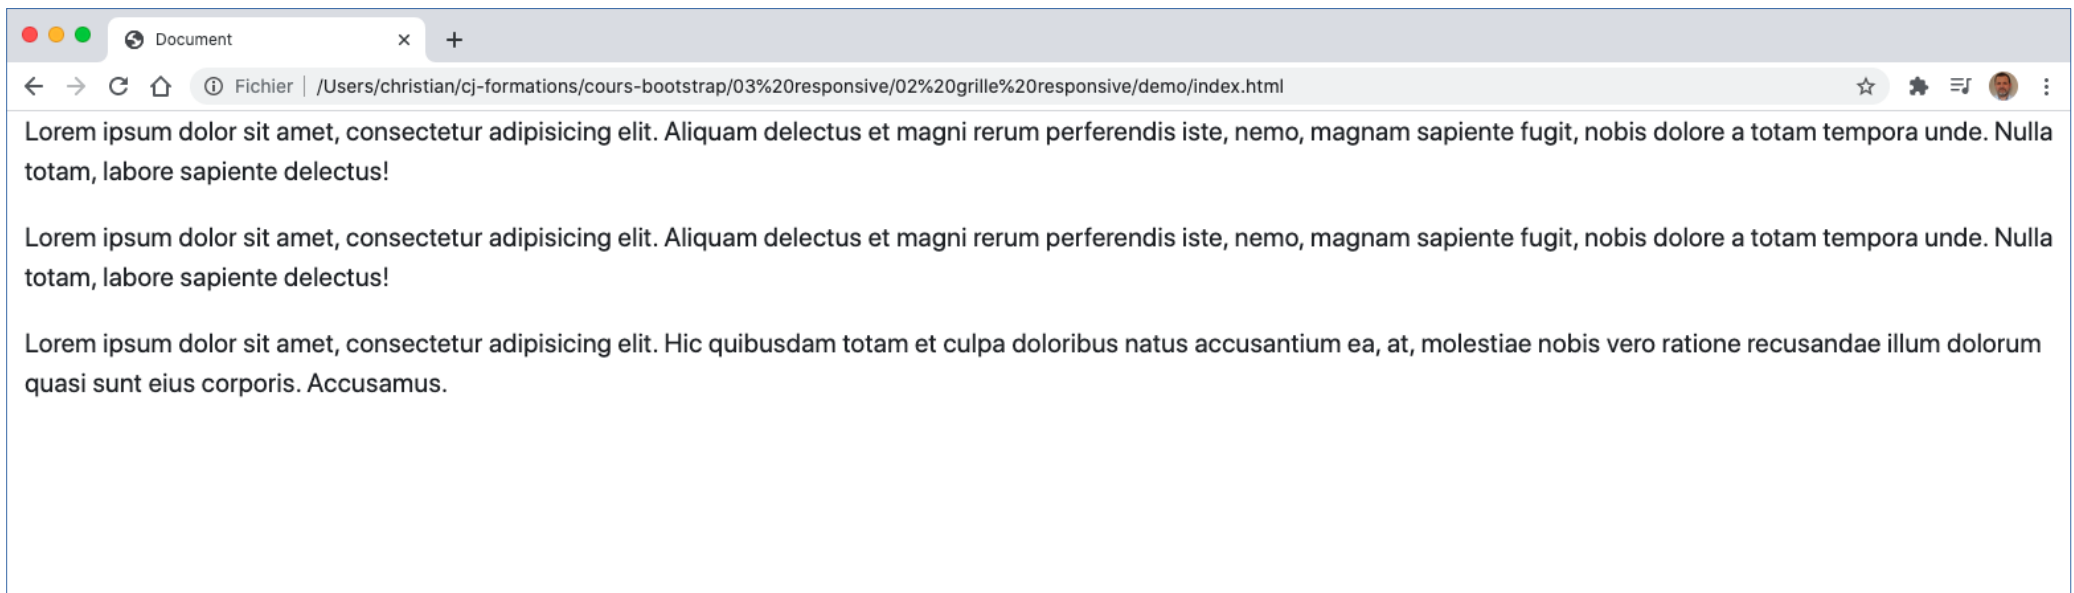 Document
Fichier /Users/christian/cj-formations/cours-bootstrap/03%20responsive/02%20grille%20responsive/demo/index.html
Lorem ipsum dolor sit amet, consectetur adipisicing elit. Aliquam delectus et magni rerum perferendis iste, nemo, magnam sapiente fugit, nobis dolore a totam tempora unde. Nulla
totam, labore sapiente delectus!
Lorem ipsum dolor sit amet, consectetur adipisicing elit. Aliquam delectus et magni rerum perferendis iste, nemo, magnam sapiente fugit, nobis dolore a totam tempora unde. Nulla
totam, labore sapiente delectus!
Lorem ipsum dolor sit amet, consectetur adipisicing elit. Hic quibusdam totam et culpa doloribus natus accusantium ea, at, molestiae nobis vero ratione recusandae illum dolorum
quasi sunt eius corporis. Accusamus.